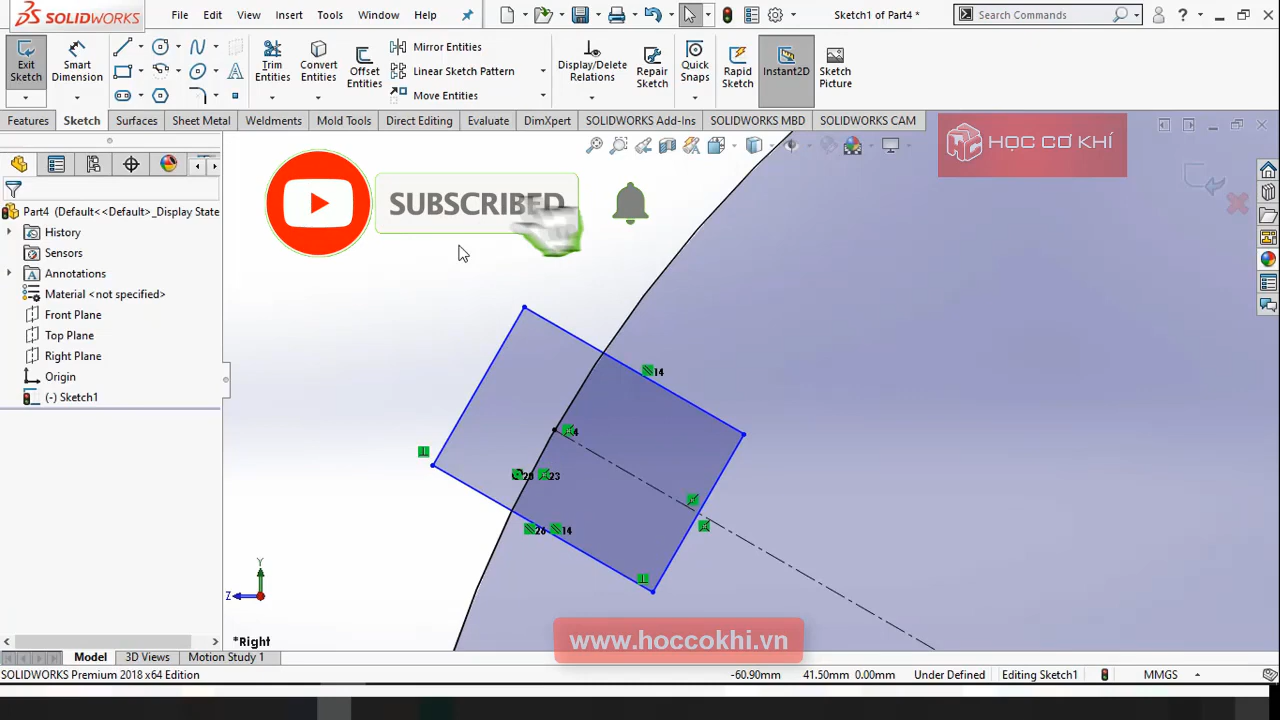 SOLIDWORKS
File Edit View Insert Tools Window Help
Sketch1 of Part4 *
Search Commands
Exit Sketch
Smart Dimension
Trim Entities
Convert Entities
Offset Entities
Mirror Entities
Linear Sketch Pattern
Move Entities
Display/Delete Relations
Repair Sketch
Quick Snaps
Rapid Sketch
Instant2D
Sketch Picture
Features Sketch Surfaces Sheet Metal Weldments Mold Tools Direct Editing Evaluate DimXpert SOLIDWORKS Add-Ins SOLIDWORKS MBD SOLIDWORKS CAM
HỌC CƠ KHÍ
SUBSCRIBED
Part4 (Default<<Default>_Display State
History
Sensors
Annotations
Material <not specified>
Front Plane
Top Plane
Right Plane
Origin
(-) Sketch1
14
4
23
26 14
Y
Z
*Right
www.hoccokhi.vn
Model 3D Views Motion Study 1
SOLIDWORKS Premium 2018 x64 Edition
-60.90mm 41.50mm 0.00mm Under Defined Editing Sketch1 MMGS